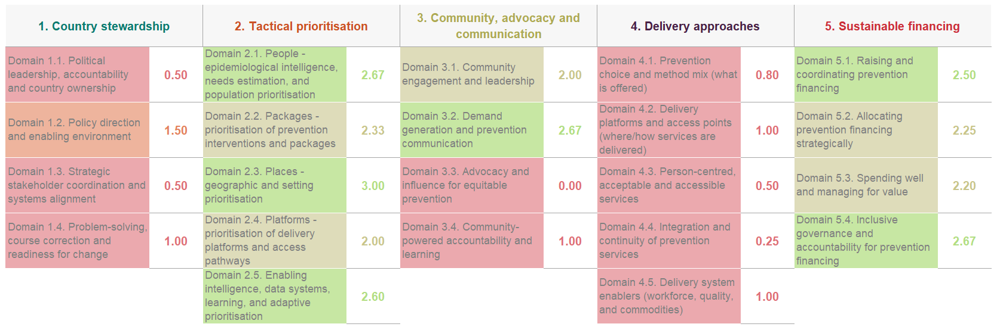 1. Country stewardship
2. Tactical prioritisation
3. Community, advocacy and
communication
4. Delivery approaches
5. Sustainable financing
Domain 1.1. Political
leadership, accountability
and country ownership
0.50
Domain 2.1. People -
epidemiological intelligence,
needs estimation, and
population prioritisation
2.67
Domain 3.1. Community
engagement and leadership
2.00
Domain 4.1. Prevention
choice and method mix (what
is offered)
0.80
Domain 5.1. Raising and
coordinating prevention
financing
2.50
Domain 1.2. Policy direction
and enabling environment
1.50
Domain 2.2. Packages -
prioritisation of prevention
interventions and packages
2.33
Domain 3.2. Demand
generation and prevention
communication
2.67
Domain 4.2. Delivery
platforms and access points
(where/how services are
delivered)
1.00
Domain 5.2. Allocating
prevention financing
strategically
2.25
Domain 1.3. Strategic
stakeholder coordination and
systems alignment
0.50
Domain 2.3. Places -
geographic and setting
prioritisation
3.00
Domain 3.3. Advocacy and
influence for equitable
prevention
0.00
Domain 4.3. Person-centred,
acceptable and accessible
services
0.50
Domain 5.3. Spending well
and managing for value
2.20
Domain 1.4. Problem-solving,
course correction and
readiness for change
1.00
Domain 2.4. Platforms -
prioritisation of delivery
platforms and access
pathways
2.00
Domain 3.4. Community-
powered accountability and
learning
1.00
Domain 4.4. Integration and
continuity of prevention
services
0.25
Domain 5.4. Inclusive
governance and
accountability for prevention
financing
2.67
Domain 2.5. Enabling
intelligence, data systems,
learning, and adaptive
prioritisation
2.60
Domain 4.5. Delivery system
enablers (workforce, quality,
and commodities)
1.00